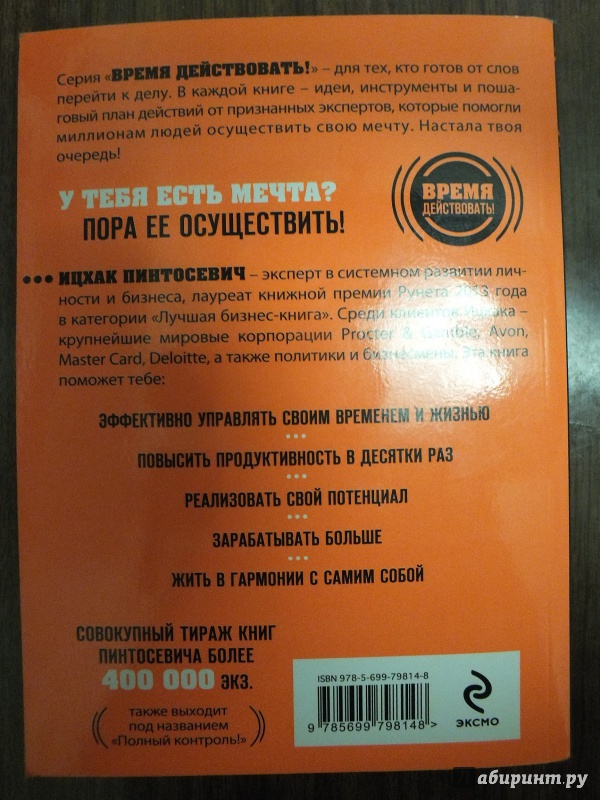 Серия «ВРЕМЯ ДЕЙСТВОВАТЬ!» – для тех, кто готов от слов
перейти к делу. В каждой книге – идеи, инструменты и поша-
говый план действий от признанных экспертов, которые помогли
миллионам людей осуществить свою мечту. Настала твоя
очередь!
У ТЕБЯ ЕСТЬ МЕЧТА?
ПОРА ЕЕ ОСУЩЕСТВИТЬ!
ВРЕМЯ
ДЕЙСТВОВАТЬ!
ИЦХАК ПИНТОСЕВИЧ – эксперт в системном развитии лич-
ности и бизнеса, лауреат книжной премии Рунета 2013 года
в категории «Лучшая бизнес-книга». Среди клиентов Ицхака –
крупнейшие мировые корпорации Procter & Gamble, Avon,
Master Card, Deloitte, а также политики и бизнесмены. Эта книга
поможет тебе:
ЭФФЕКТИВНО УПРАВЛЯТЬ СВОИМ ВРЕМЕНЕМ И ЖИЗНЬЮ
ПОВЫСИТЬ ПРОДУКТИВНОСТЬ В ДЕСЯТКИ РАЗ
РЕАЛИЗОВАТЬ СВОЙ ПОТЕНЦИАЛ
ЗАРАБАТЫВАТЬ БОЛЬШЕ
ЖИТЬ В ГАРМОНИИ С САМИМ СОБОЙ
СОВОКУПНЫЙ ТИРАЖ КНИГ
ПИНТОСЕВИЧА БОЛЕЕ
400 000 ЭКЗ.
также выходит
под названием
«Полный контроль!»
ISBN 978-5-699-79814-8
9 785699 798148 >
ЭКСМО
Лабиринт.ру